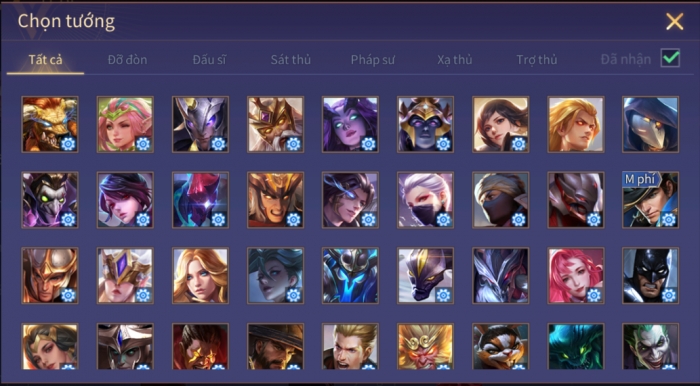 Chọn tướng
Tất cả Đỡ đòn Đấu sĩ Sát thủ Pháp sư Xạ thủ Trợ thủ Đã nhận
M phí